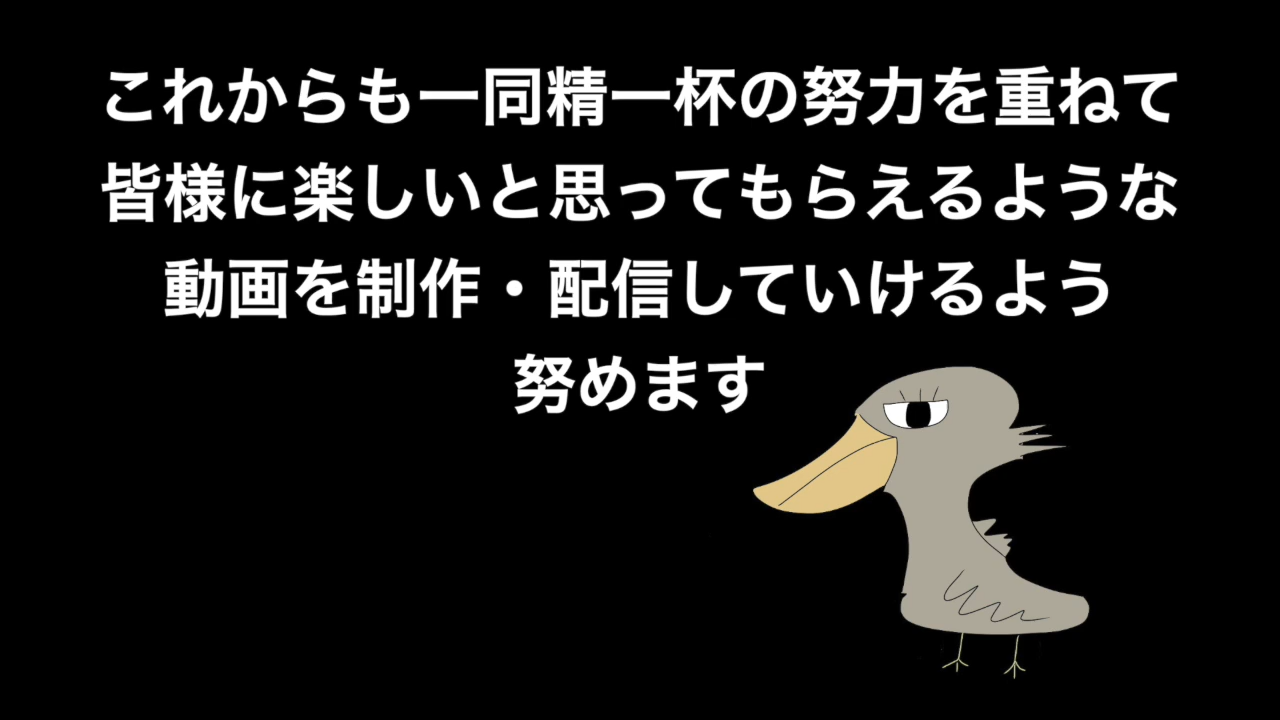 これからも一同精一杯の努力を重ねて
皆様に楽しいと思ってもらえるような
動画を制作・配信していけるよう
努めます